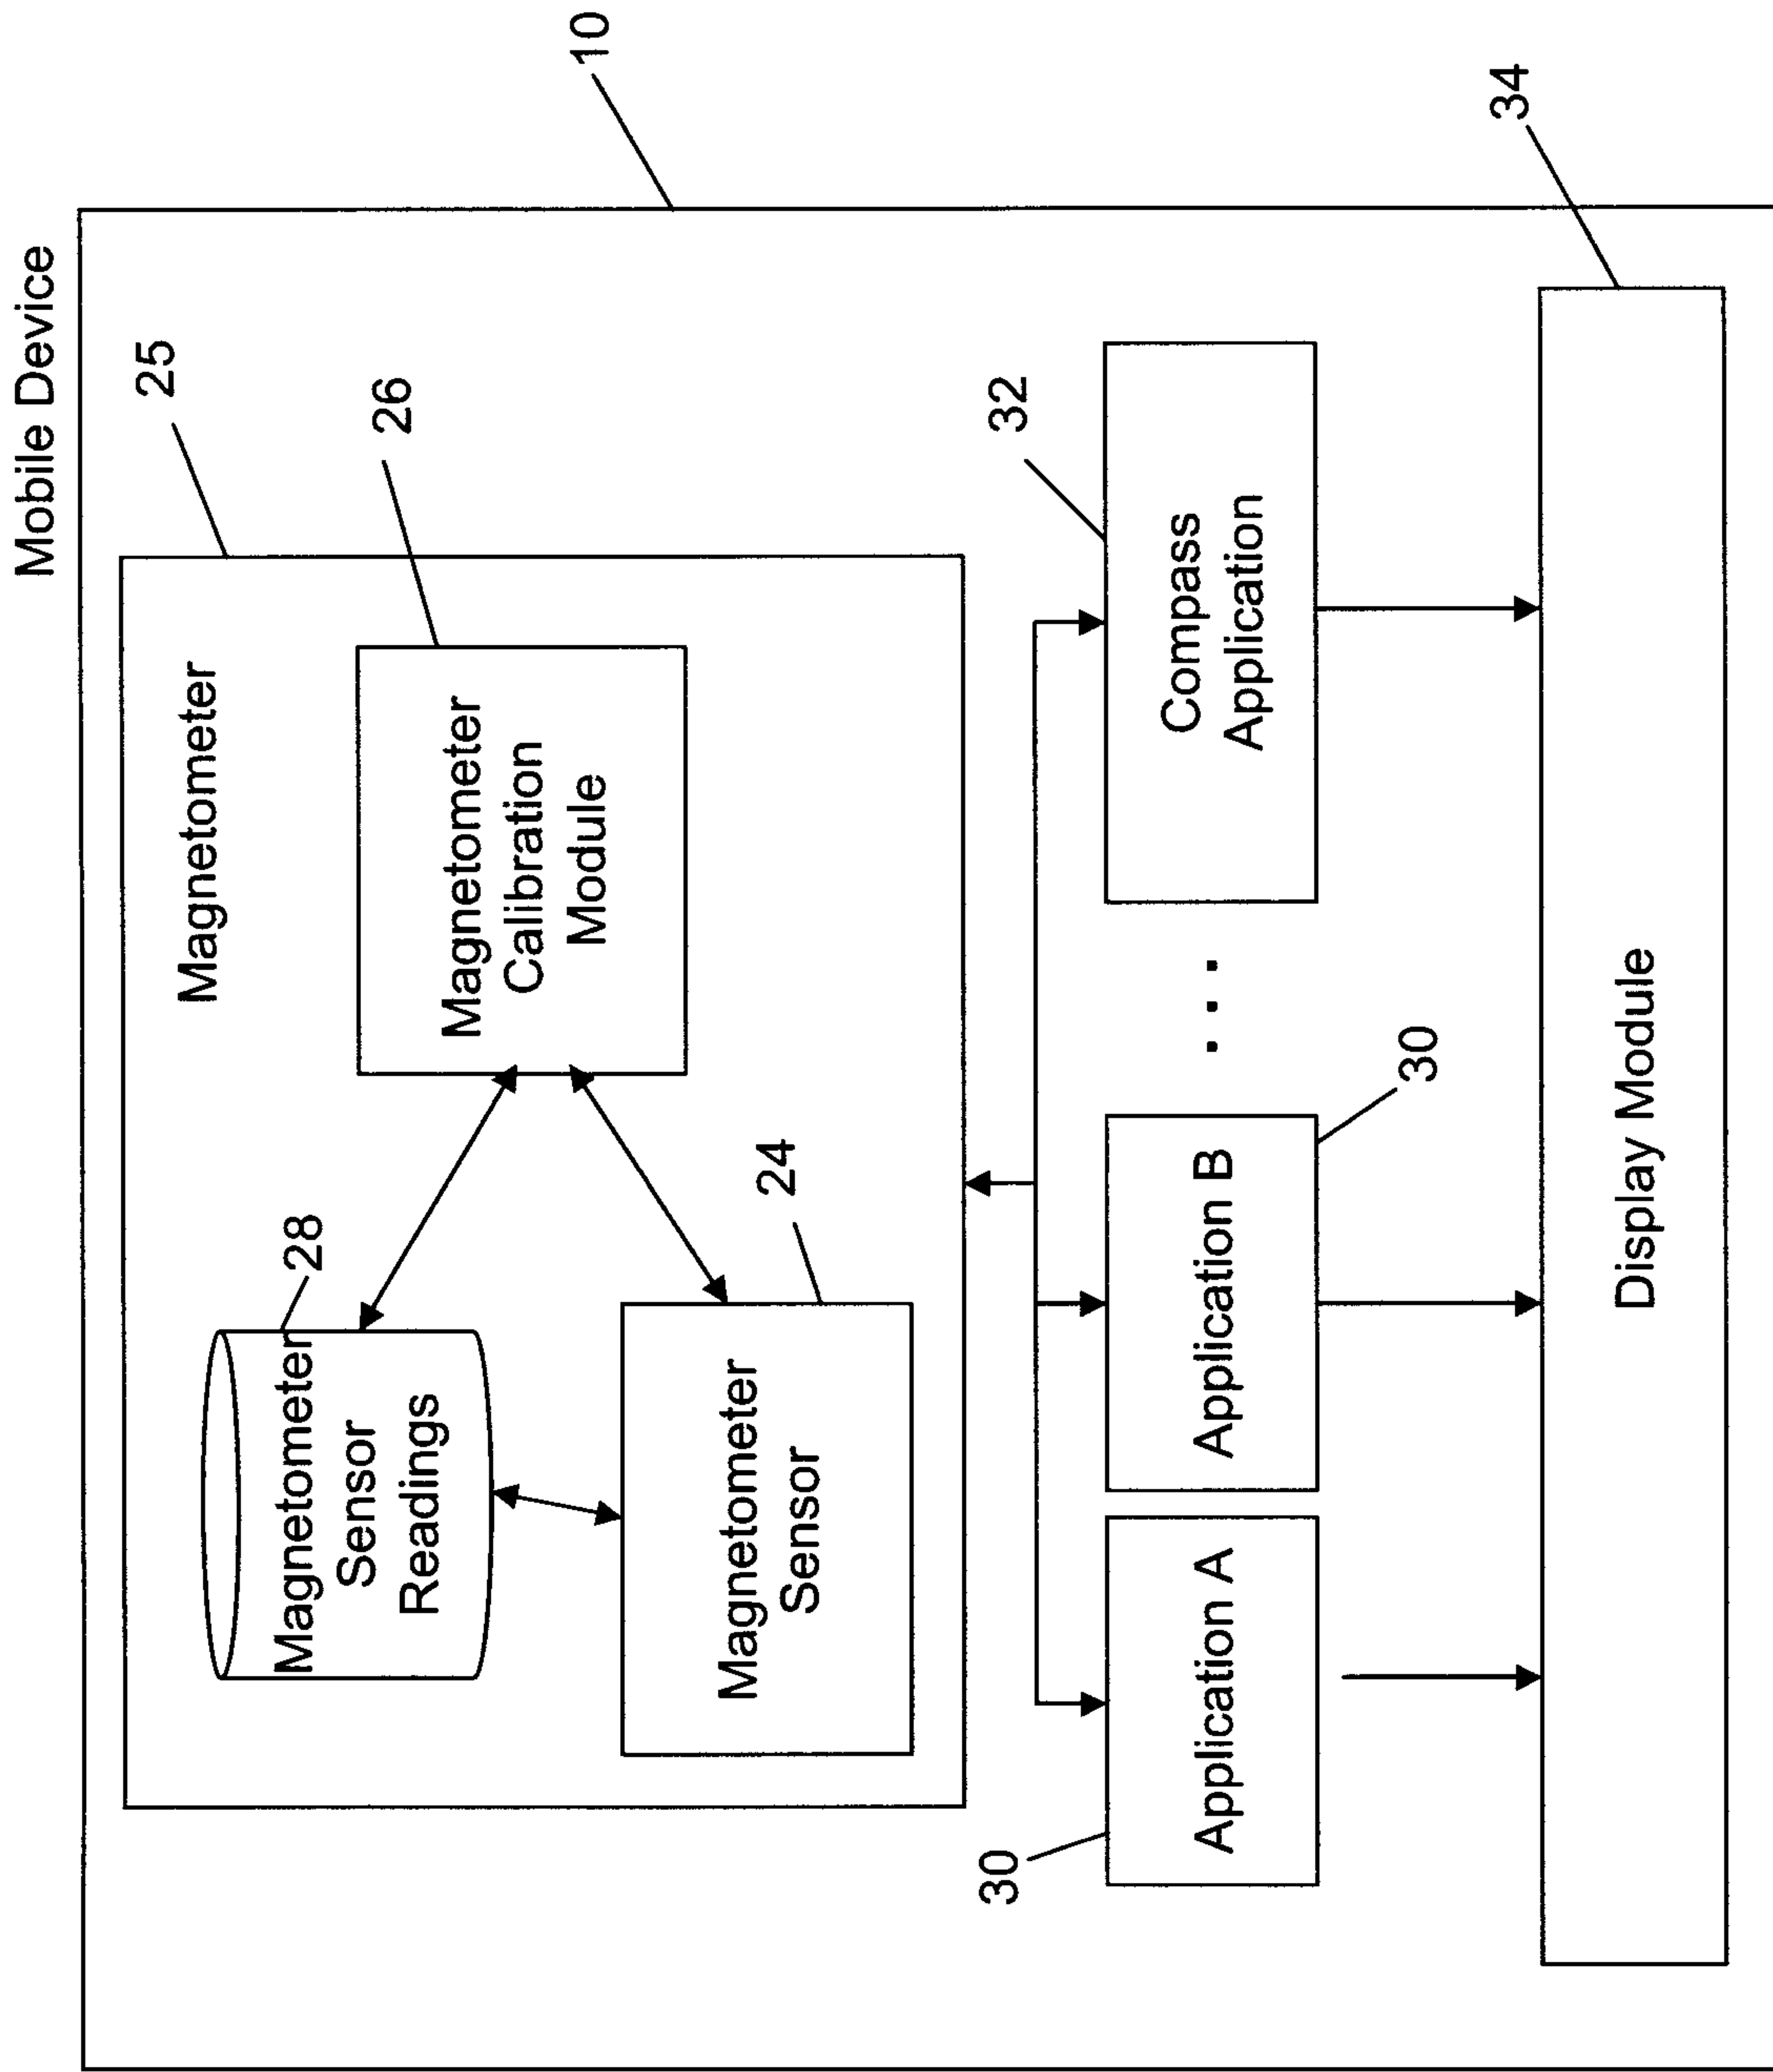 Mobile Device
10
25
Magnetometer
28
Magnetometer
Sensor
Readings
26
Magnetometer
Calibration
Module
24
Magnetometer
Sensor
30
Application A
Application B
30
. . .
32
Compass
Application
34
Display Module